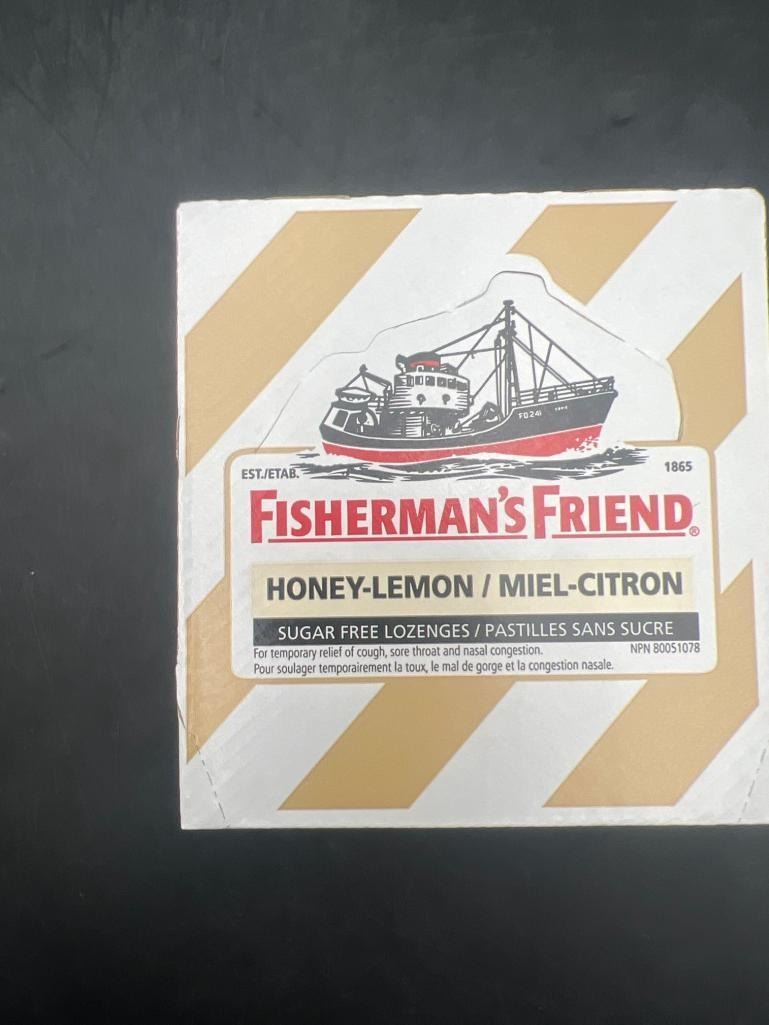 FD241
EST./ETAB.
1865
FISHERMAN'S FRIEND®
HONEY-LEMON / MIEL-CITRON
SUGAR FREE LOZENGES / PASTILLES SANS SUCRE
For temporary relief of cough, sore throat and nasal congestion. NPN 80051078
Pour soulager temporairement la toux, le mal de gorge et la congestion nasale.